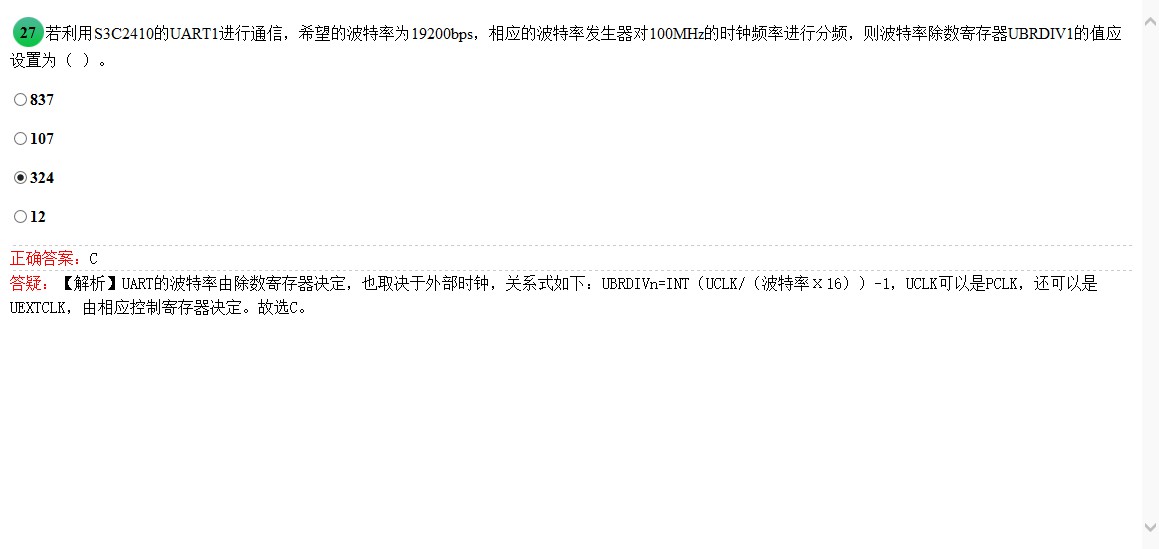 27 若利用S3C2410的UART1进行通信，希望的波特率为19200bps，相应的波特率发生器对100MHz的时钟频率进行分频，则波特率除数寄存器UBRDIV1的值应
设置为（ ）。
837
107
324
12
正确答案：C
答疑：【解析】UART的波特率由除数寄存器决定，也取决于外部时钟，关系式如下：UBRDIVn=INT（UCLK/（波特率Ｘ16））-1，UCLK可以是PCLK，还可以是
UEXTCLK，由相应控制寄存器决定。故选C。